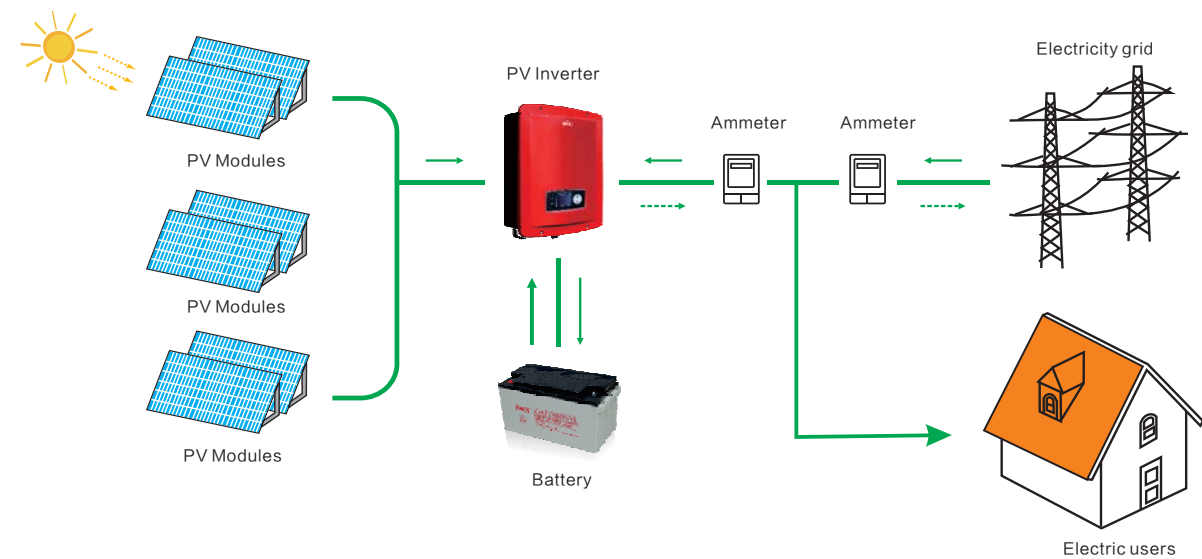 Electricity grid
PV Inverter
Ammeter
Ammeter
PV Modules
PV Modules
PV Modules
Battery
Electric users